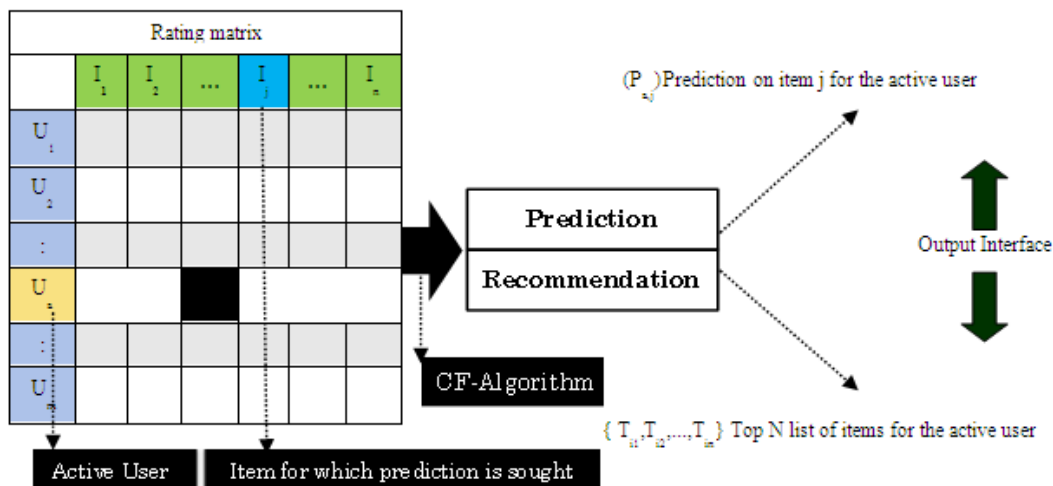 Rating matrix
I1 I2 ... Ij ... In
U1
U2
:
Ua
:
Um
Prediction
Recommendation
CF-Algorithm
Active User
Item for which prediction is sought
(Pa,j)Prediction on item j for the active user
Output Interface
{ Ti1,Ti2,...,Tin} Top N list of items for the active user